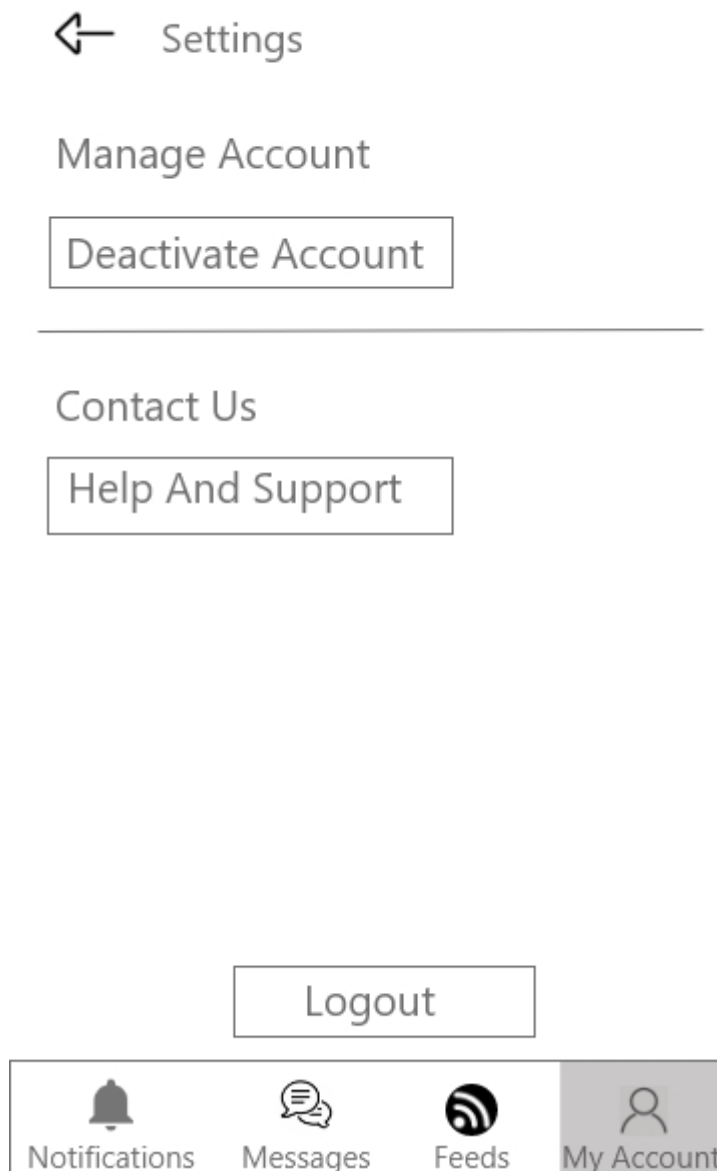 Settings
Manage Account
Deactivate Account
Contact Us
Help And Support
Logout
Notifications Messages Feeds My Account